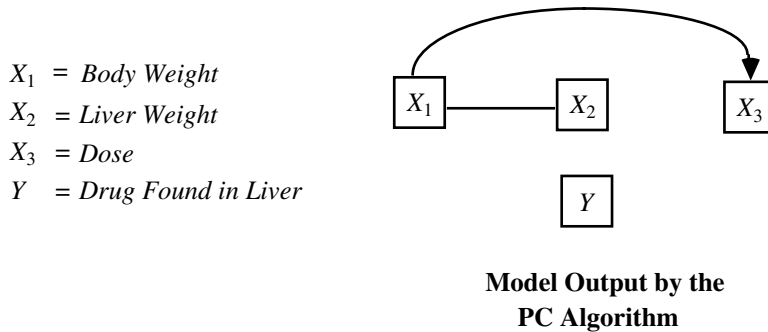 X₁ = Body Weight
X₂ = Liver Weight
X₃ = Dose
Y = Drug Found in Liver
X₁ X₂ X₃
Y
Model Output by the
PC Algorithm